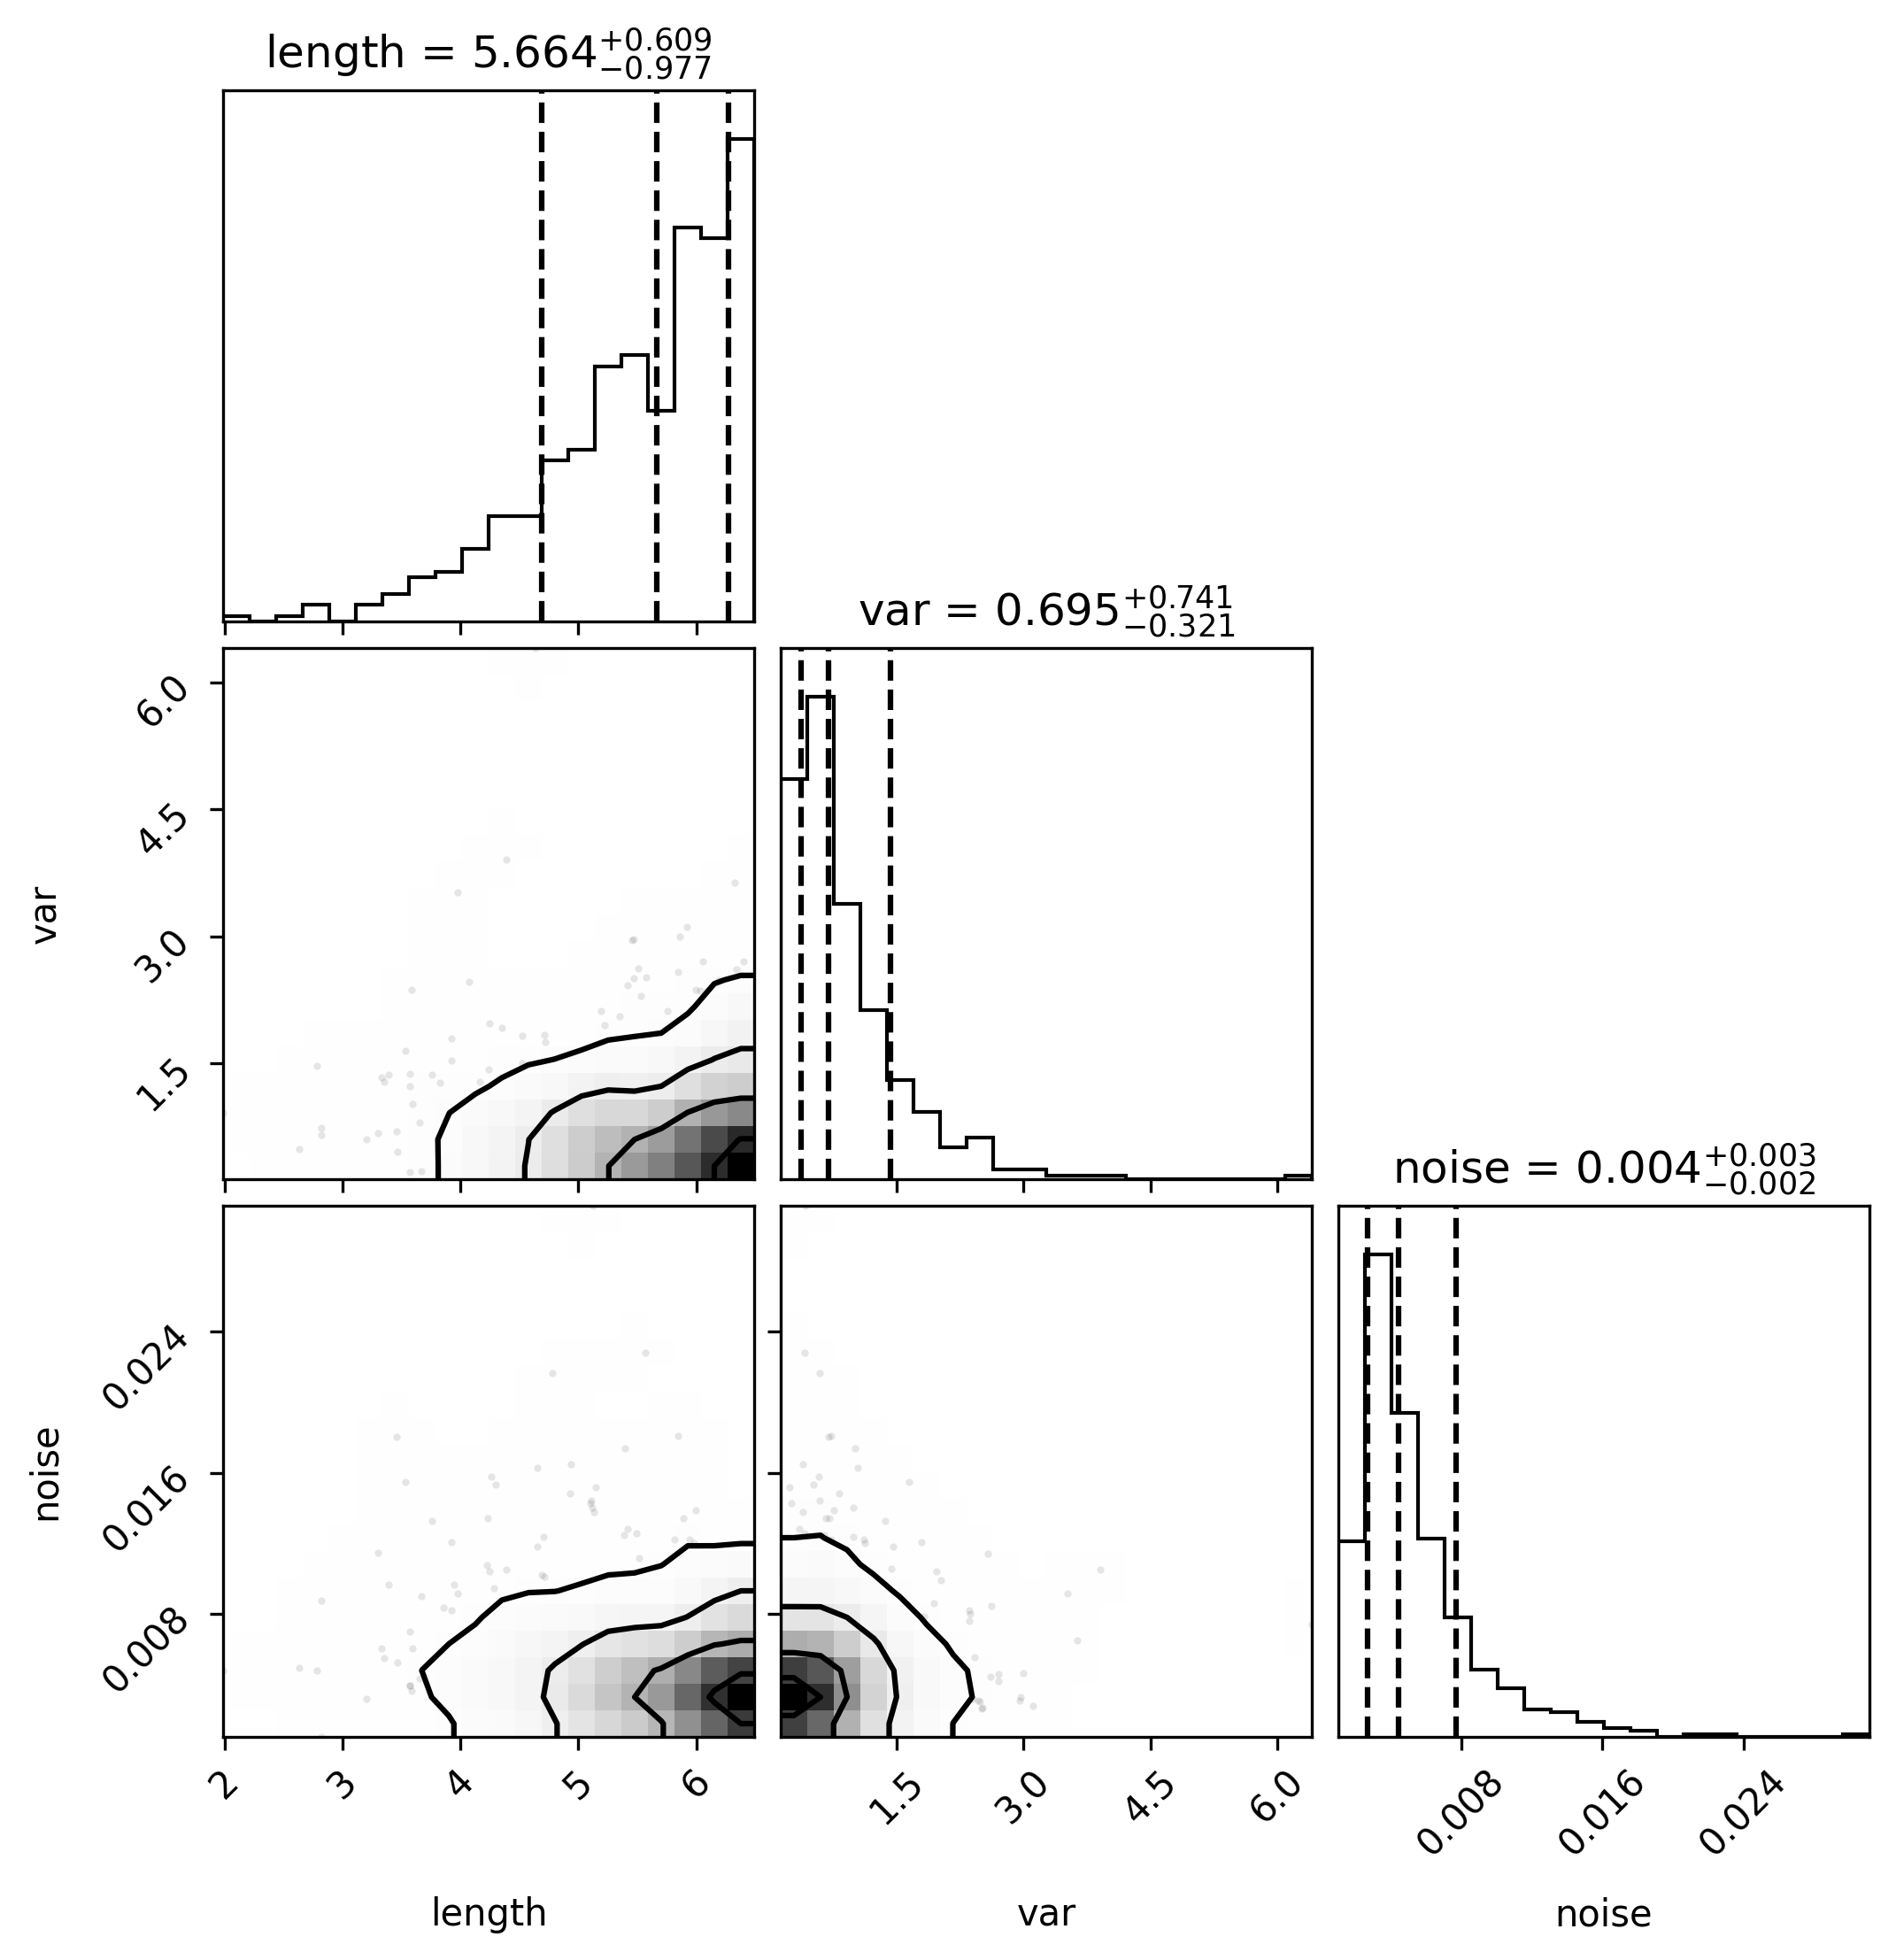 length = 5.664 +0.609 −0.977
var = 0.695 +0.741 −0.321
6.0
4.5
3.0
1.5
var
noise = 0.004 +0.003 −0.002
0.024
0.016
0.008
noise
2 3 4 5 6
1.5 3.0 4.5 6.0
0.008 0.016 0.024
length var noise